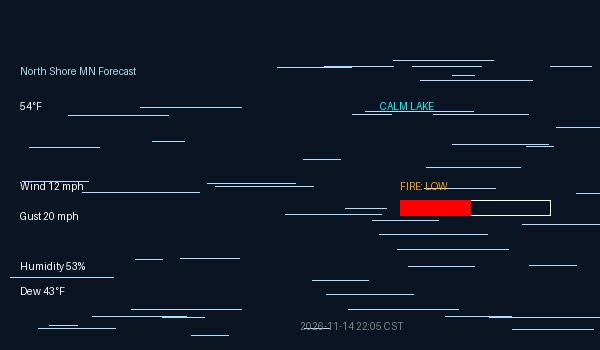 North Shore MN Forecast
54°F
CALM LAKE
Wind 12 mph
FIRE: LOW
Gust 20 mph
Humidity 53%
Dew 43°F
2026-11-14 22:05 CST